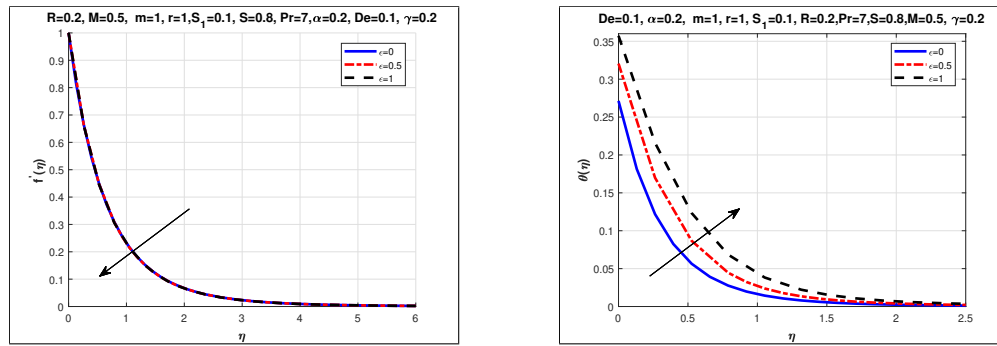 R=0.2, M=0.5, m=1, r=1,S₁=0.1, S=0.8, Pr=7,α=0.2, De=0.1, γ=0.2
1
0.9
0.8
0.7
0.6
0.5
0.4
0.3
0.2
0.1
0
f'(η)
ϵ=0
ϵ=0.5
ϵ=1
0 1 2 3 4 5 6
η
De=0.1, α=0.2, m=1, r=1, S₁=0.1, R=0.2,Pr=7,S=0.8,M=0.5, γ=0.2
0.35
0.3
0.25
0.2
0.15
0.1
0.05
0
θ(η)
ϵ=0
ϵ=0.5
ϵ=1
0 0.5 1 1.5 2 2.5
η